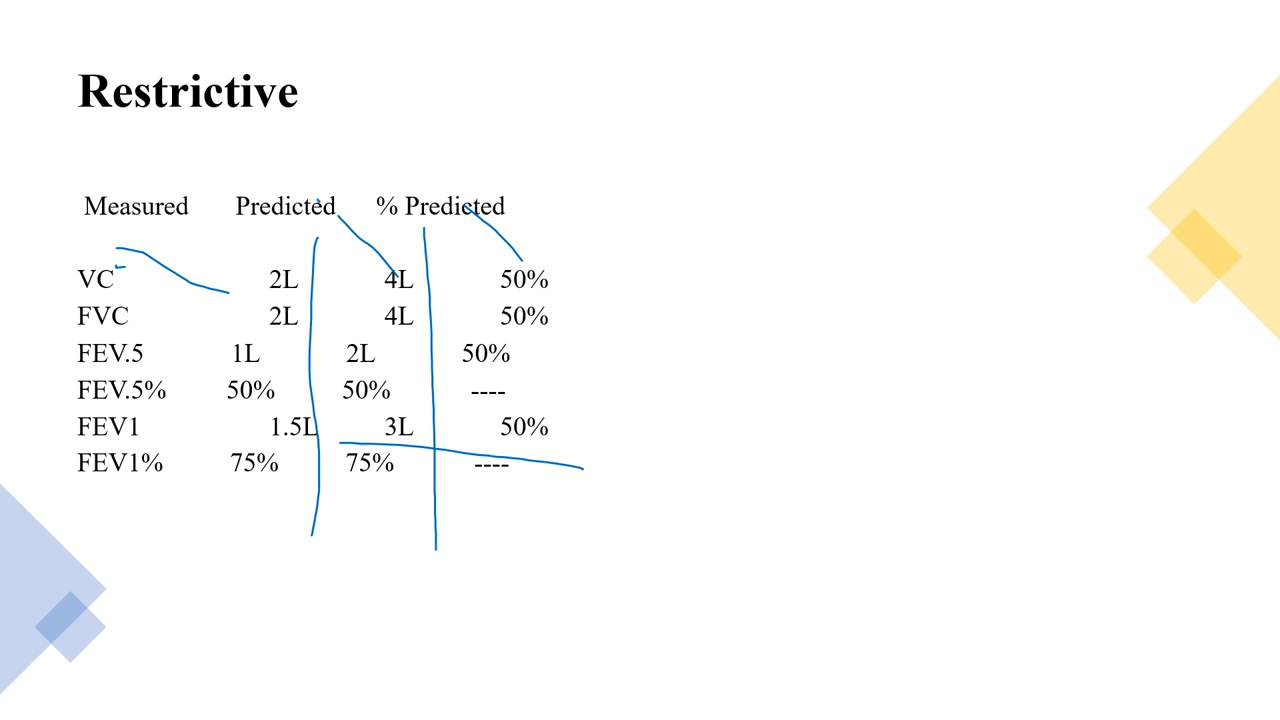 Restrictive
Measured Predicted % Predicted
VC 2L 4L 50%
FVC 2L 4L 50%
FEV.5 1L 2L 50%
FEV.5% 50% 50% ----
FEV1 1.5L 3L 50%
FEV1% 75% 75% ----